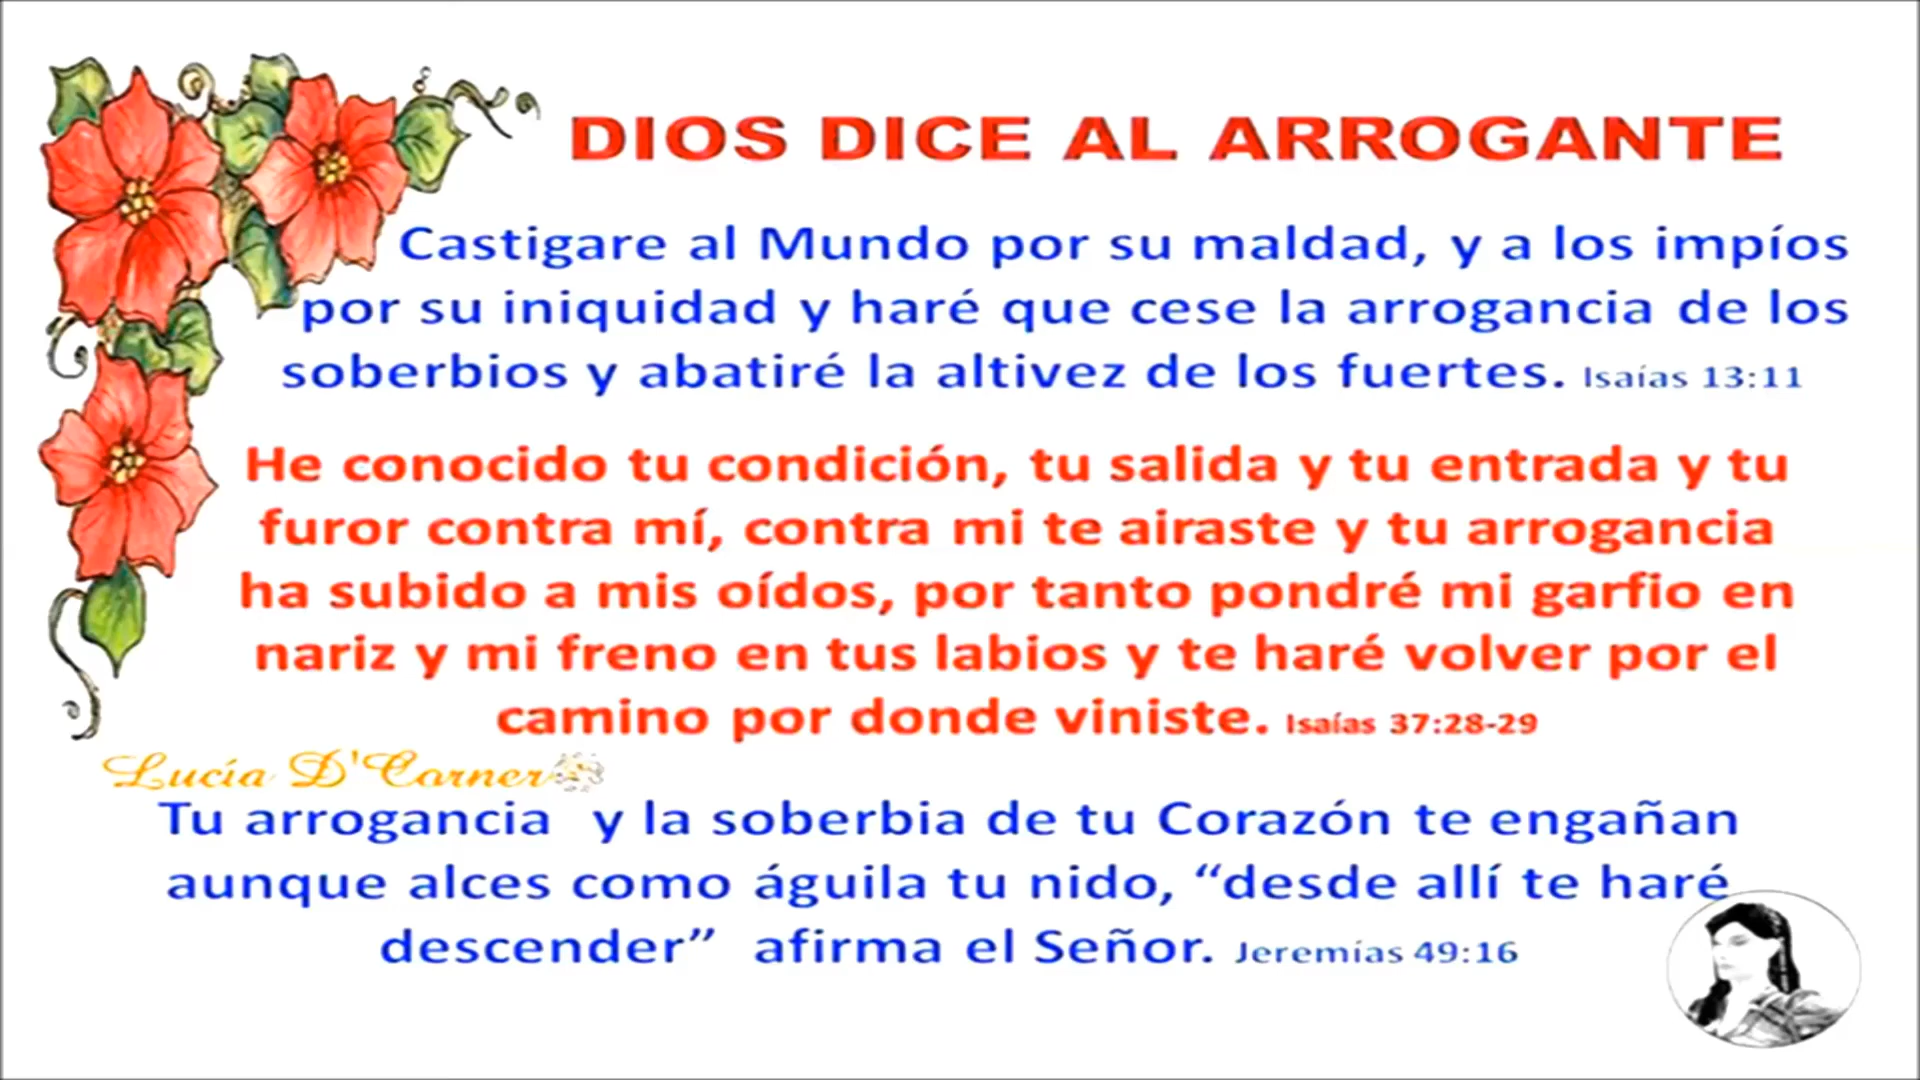 DIOS DICE AL ARROGANTE
Castigare al Mundo por su maldad, y a los impíos
por su iniquidad y haré que cese la arrogancia de los
soberbios y abatiré la altivez de los fuertes. Isaías 13:11
He conocido tu condición, tu salida y tu entrada y tu
furor contra mí, contra mi te airaste y tu arrogancia
ha subido a mis oídos, por tanto pondré mi garfio en
nariz y mi freno en tus labios y te haré volver por el
camino por donde viniste. Isaías 37:28-29
Lucía D'Corner
Tu arrogancia y la soberbia de tu Corazón te engañan
aunque alces como águila tu nido, “desde allí te haré
descender” afirma el Señor. Jeremías 49:16